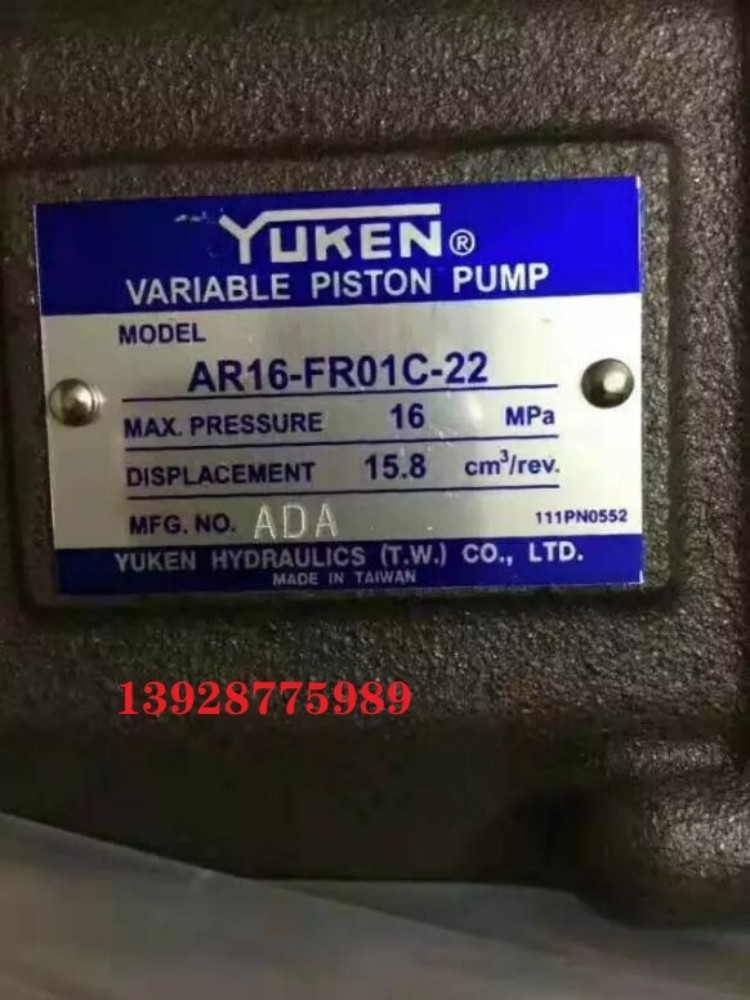 YUKEN®
VARIABLE PISTON PUMP
MODEL
AR16-FR01C-22
MAX. PRESSURE 16 MPa
DISPLACEMENT 15.8 cm³/rev.
MFG. NO. ADA 111PN0552
YUKEN HYDRAULICS (T.W.) CO., LTD.
MADE IN TAIWAN
13928775989